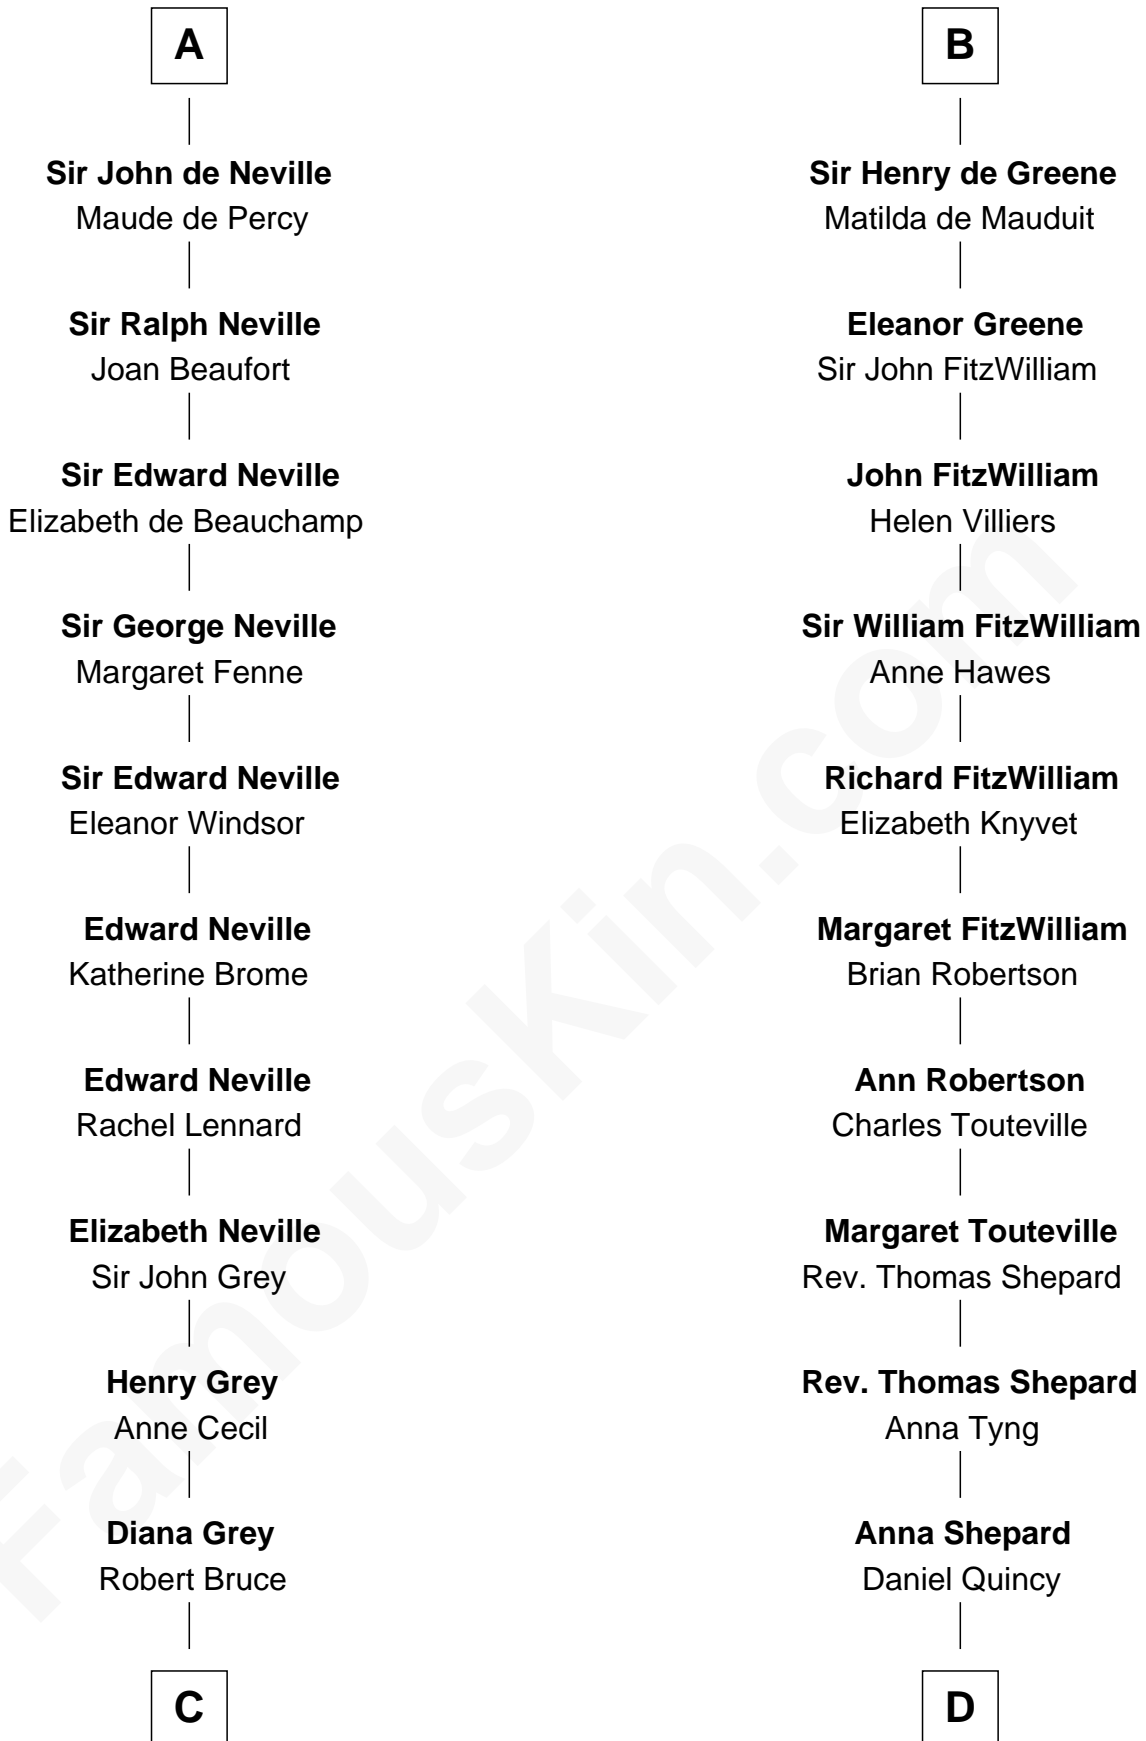 A
Sir John de Neville
Maude de Percy
Sir Ralph Neville
Joan Beaufort
Sir Edward Neville
Elizabeth de Beauchamp
Sir George Neville
Margaret Fenne
Sir Edward Neville
Eleanor Windsor
Edward Neville
Katherine Brome
Edward Neville
Rachel Lennard
Elizabeth Neville
Sir John Grey
Henry Grey
Anne Cecil
Diana Grey
Robert Bruce
C
B
Sir Henry de Greene
Matilda de Mauduit
Eleanor Greene
Sir John FitzWilliam
John FitzWilliam
Helen Villiers
Sir William FitzWilliam
Anne Hawes
Richard FitzWilliam
Elizabeth Knyvet
Margaret FitzWilliam
Brian Robertson
Ann Robertson
Charles Touteville
Margaret Touteville
Rev. Thomas Shepard
Rev. Thomas Shepard
Anna Tyng
Anna Shepard
Daniel Quincy
D
FamousKin.com